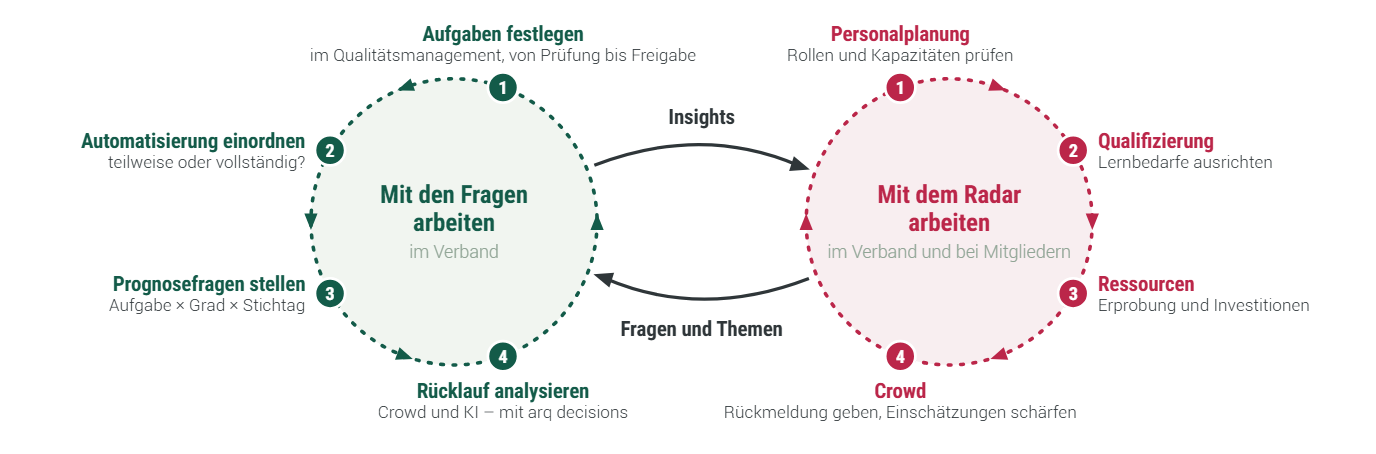 Aufgaben festlegen
im Qualitätsmanagement, von Prüfung bis Freigabe
1
Automatisierung einordnen
teilweise oder vollständig?
2
Prognosefragen stellen
Aufgabe × Grad × Stichtag
3
4
Rücklauf analysieren
Crowd und KI – mit arq decisions
Mit den Fragen
arbeiten
im Verband
Insights
Fragen und Themen
Personalplanung
Rollen und Kapazitäten prüfen
1
2
Qualifizierung
Lernbedarfe ausrichten
3
Ressourcen
Erprobung und Investitionen
4
Crowd
Rückmeldung geben, Einschätzungen schärfen
Mit dem Radar
arbeiten
im Verband und bei Mitgliedern